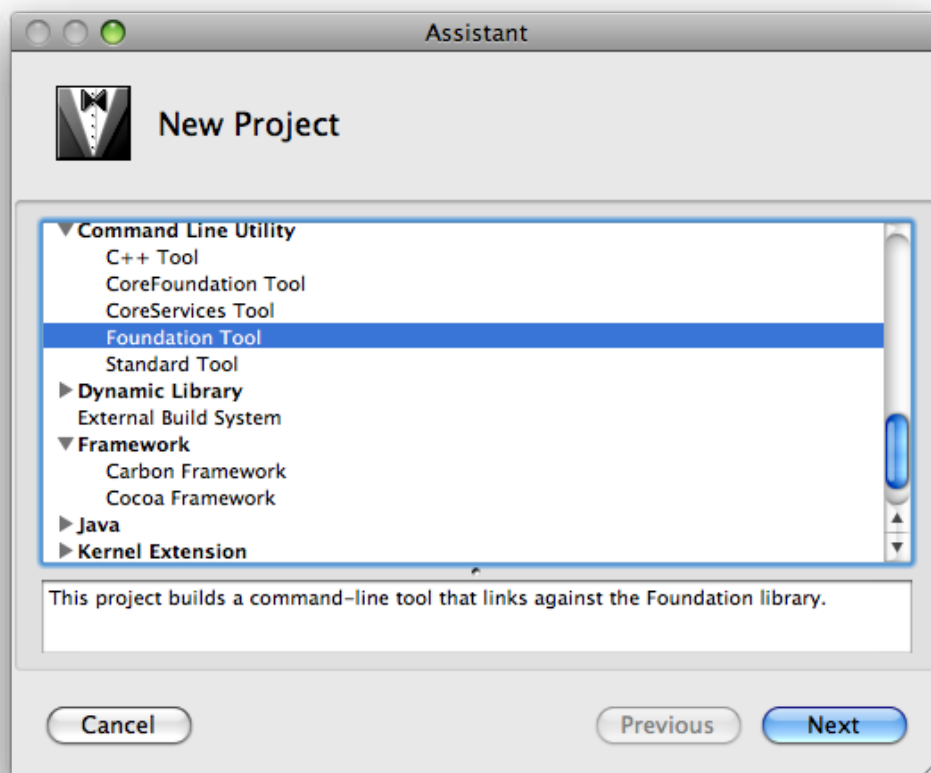 Assistant
New Project
Command Line Utility
C++ Tool
CoreFoundation Tool
CoreServices Tool
Foundation Tool
Standard Tool
Dynamic Library
External Build System
Framework
Carbon Framework
Cocoa Framework
Java
Kernel Extension
This project builds a command-line tool that links against the Foundation library.
Cancel
Previous
Next